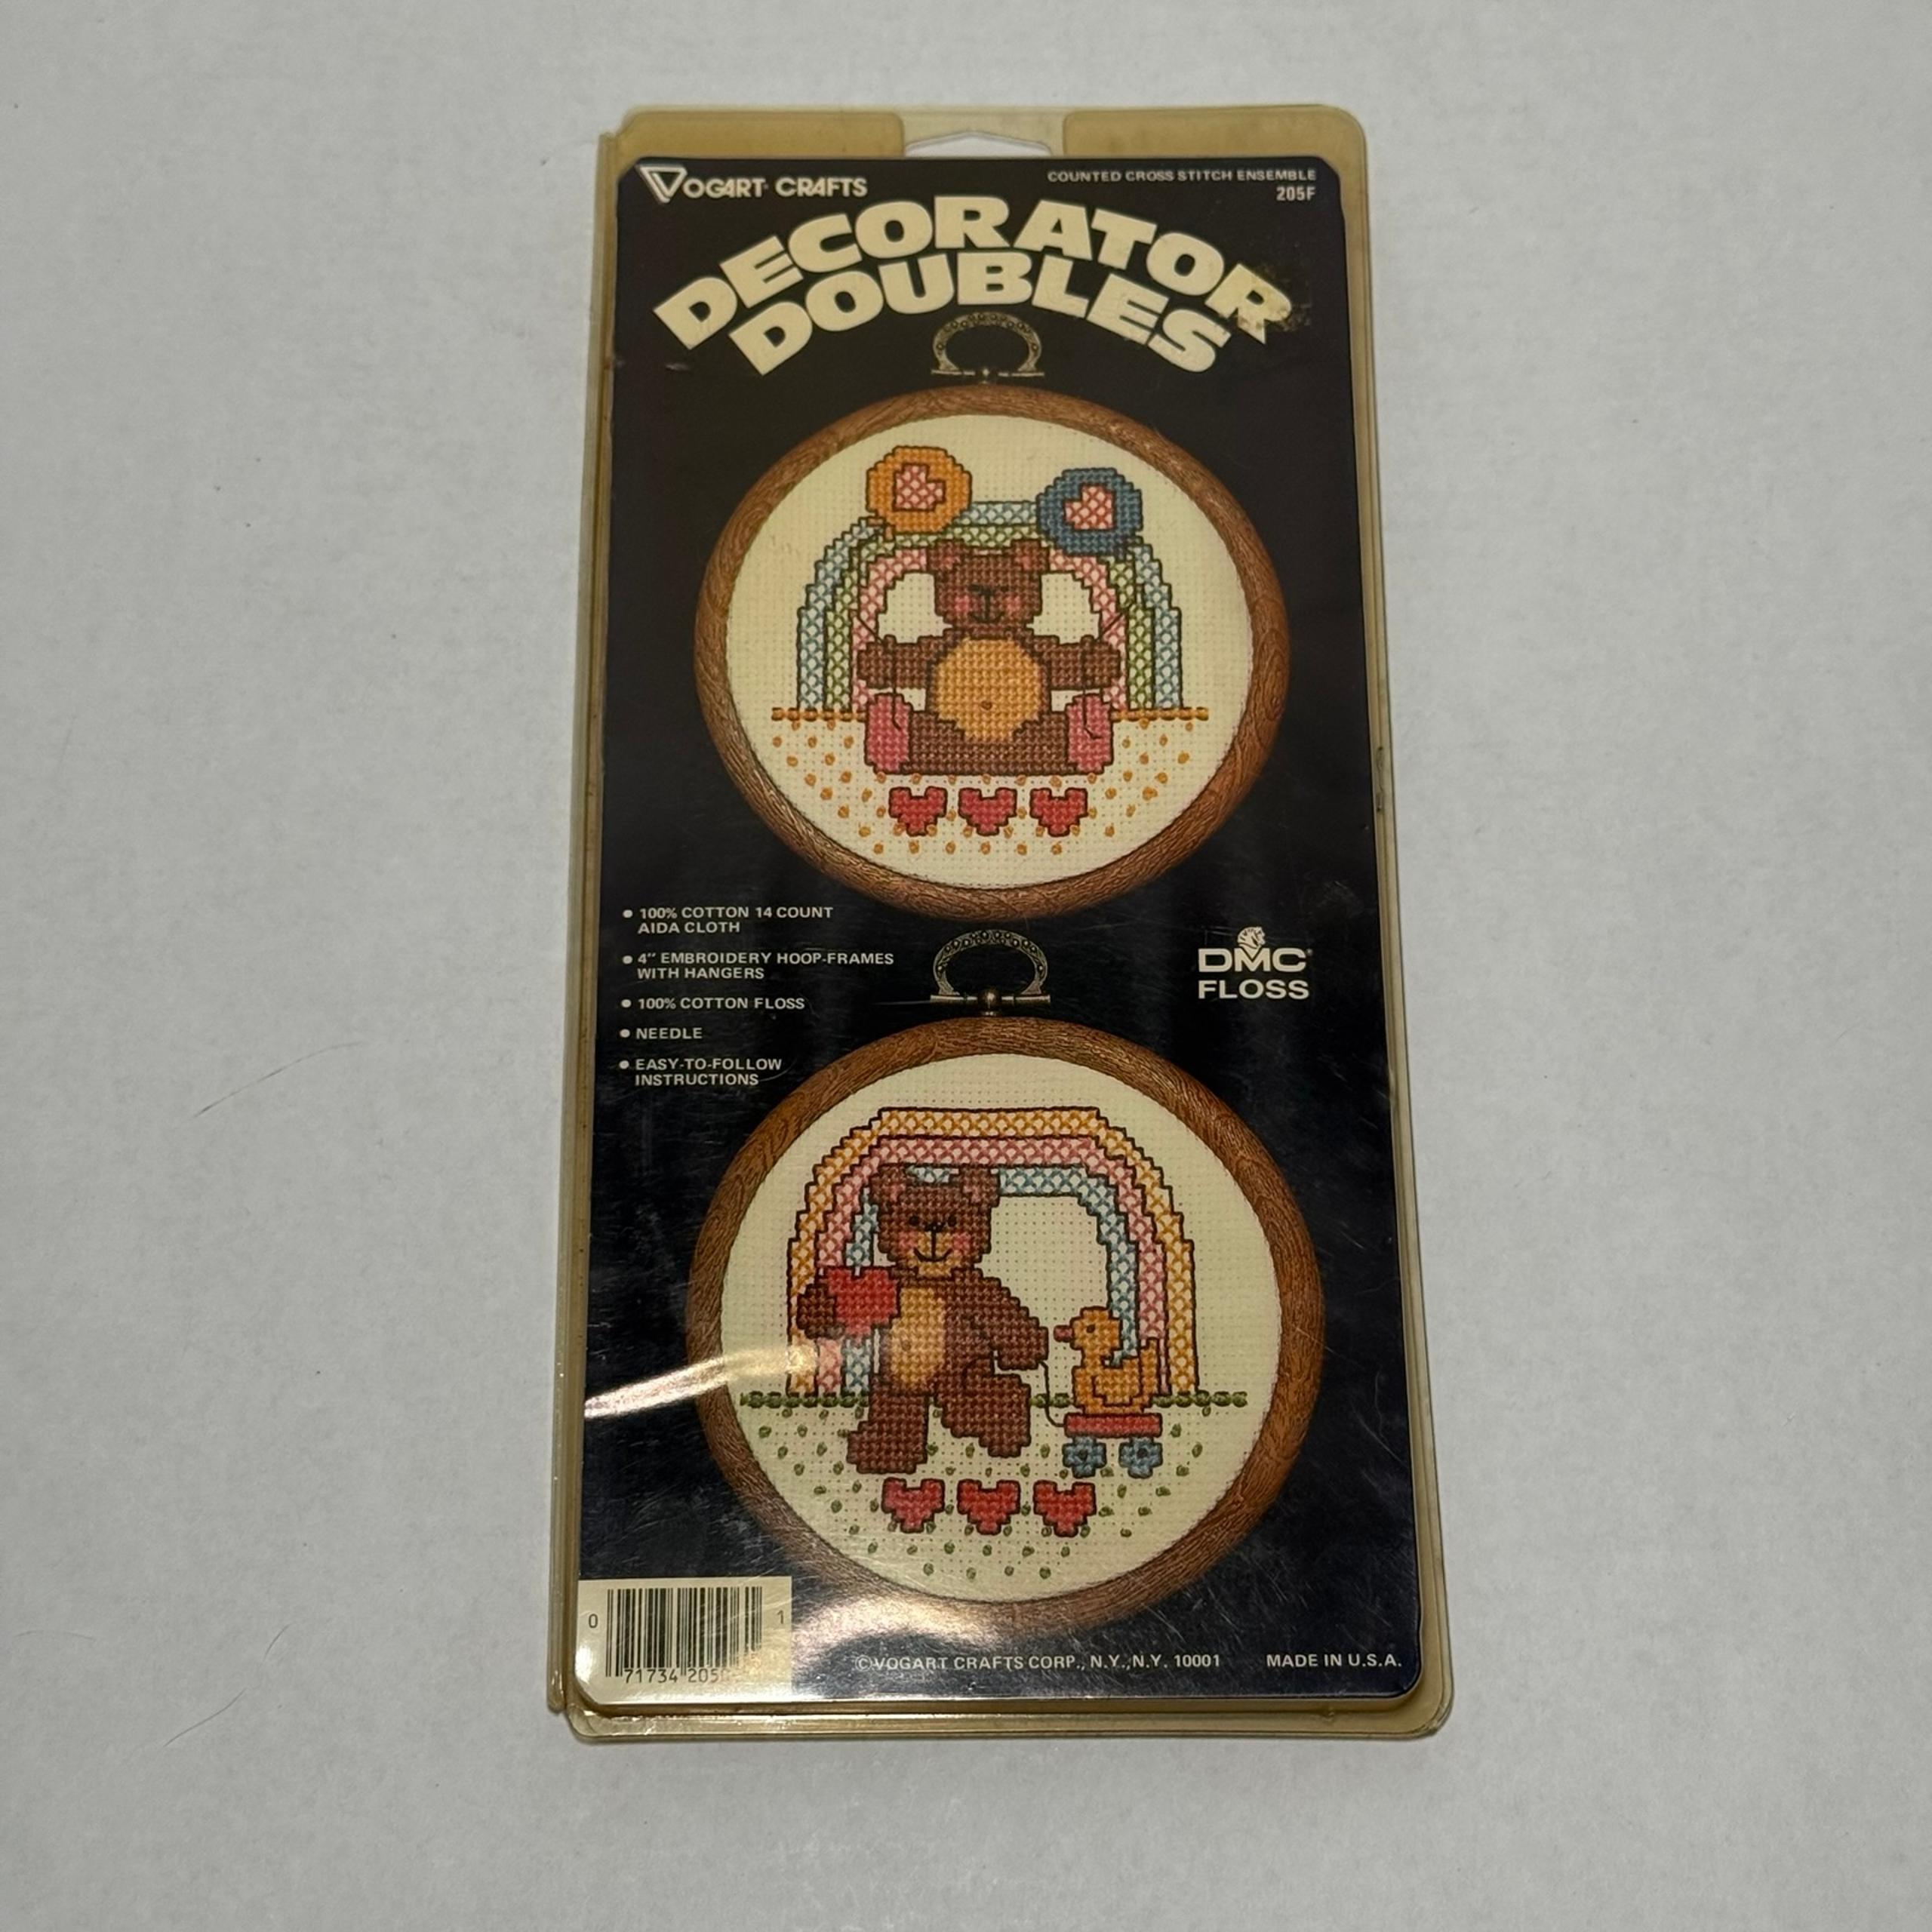 VOGART CRAFTS
COUNTED CROSS STITCH ENSEMBLE
205F
DECORATOR
DOUBLES
• 100% COTTON 14 COUNT
AIDA CLOTH
• 4" EMBROIDERY HOOP-FRAMES
WITH HANGERS
• 100% COTTON FLOSS
• NEEDLE
• EASY-TO-FOLLOW
INSTRUCTIONS
DMC®
FLOSS
0
1
71734
©VOGART CRAFTS CORP., N.Y., N.Y. 10001
MADE IN U.S.A.